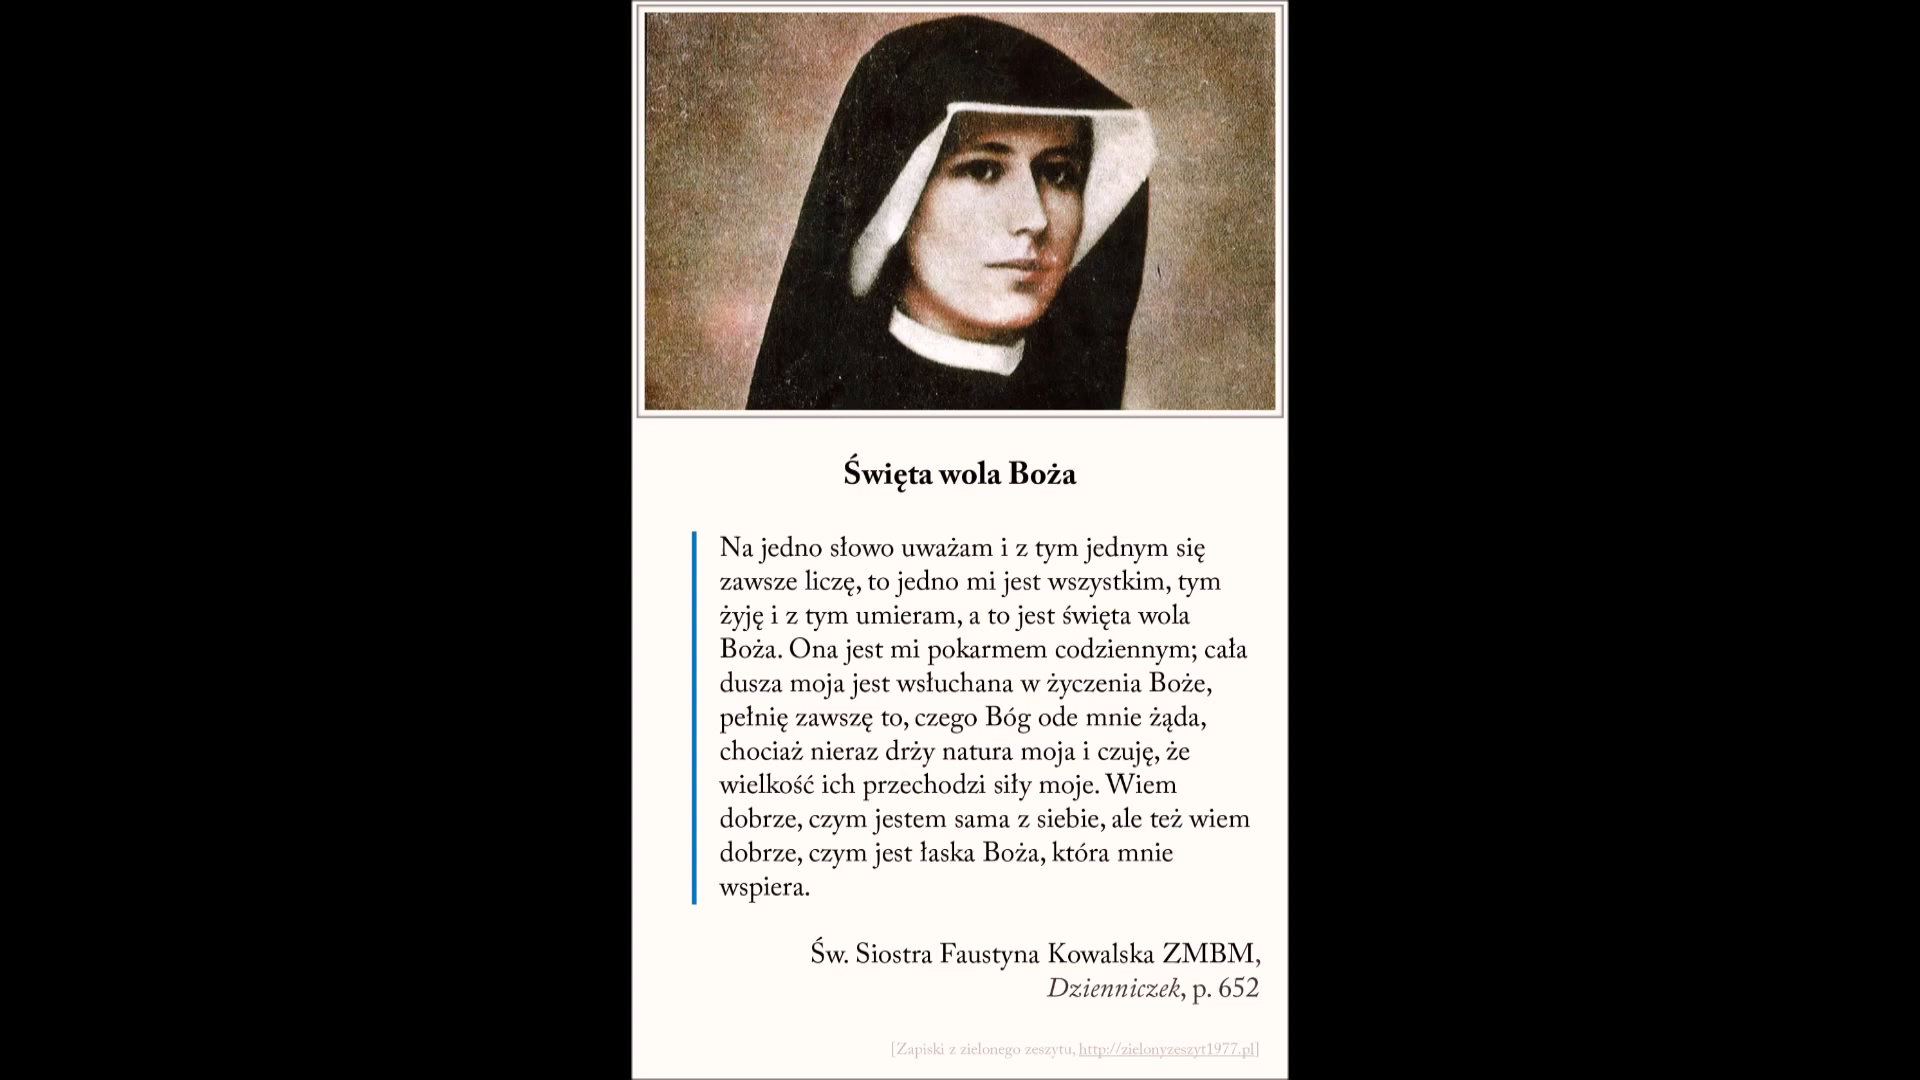 Święta wola Boża
Na jedno słowo uważam i z tym jednym się
zawsze liczę, to jedno mi jest wszystkim, tym
żyję i z tym umieram, a to jest święta wola
Boża. Ona jest mi pokarmem codziennym; cała
dusza moja jest wsłuchana w życzenia Boże,
pełnię zawszę to, czego Bóg ode mnie żąda,
chociaż nieraz drży natura moja i czuję, że
wielkość ich przechodzi siły moje. Wiem
dobrze, czym jestem sama z siebie, ale też wiem
dobrze, czym jest łaska Boża, która mnie
wspiera.
Św. Siostra Faustyna Kowalska ZMBM,
Dzienniczek, p. 652
[Zapiski z zielonego zeszytu, http://zielonyzeszyt1977.pl]